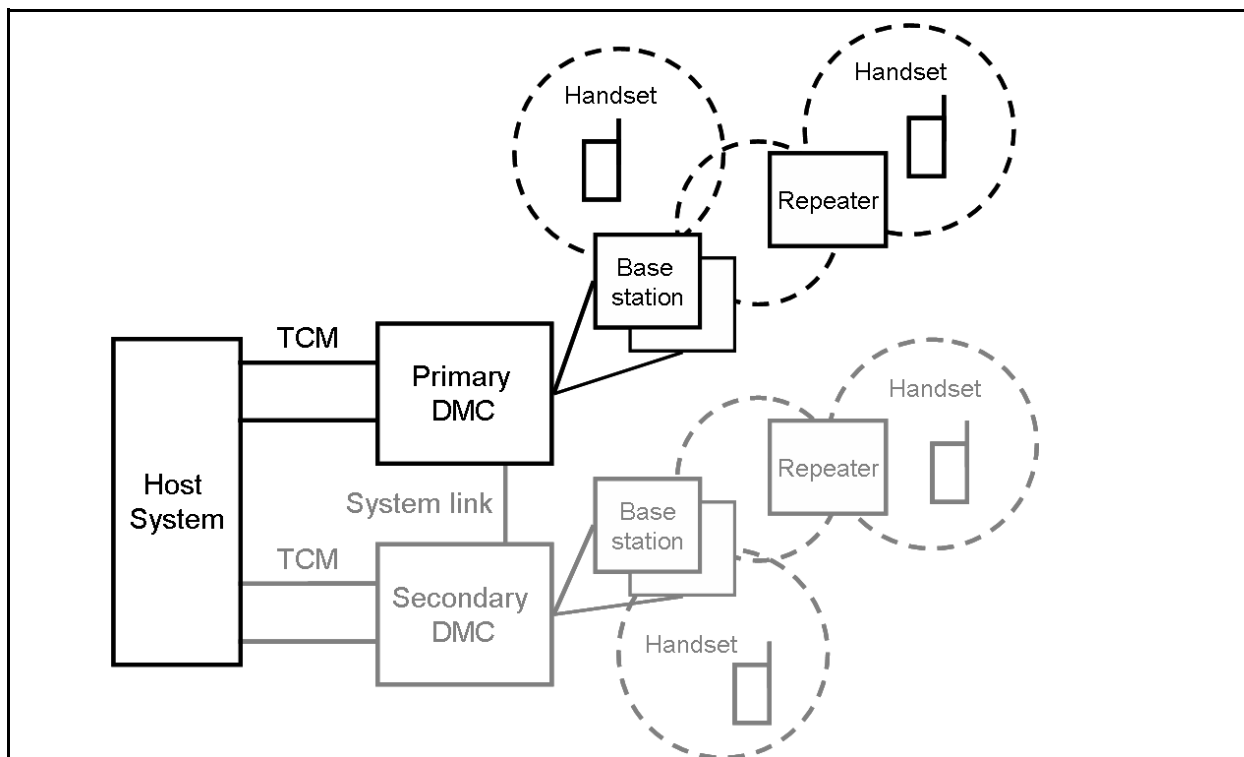 Handset
Handset
Repeater
Base
station
TCM
Primary
DMC
Handset
Repeater
Host
System
System link
Base
station
TCM
Secondary
DMC
Handset